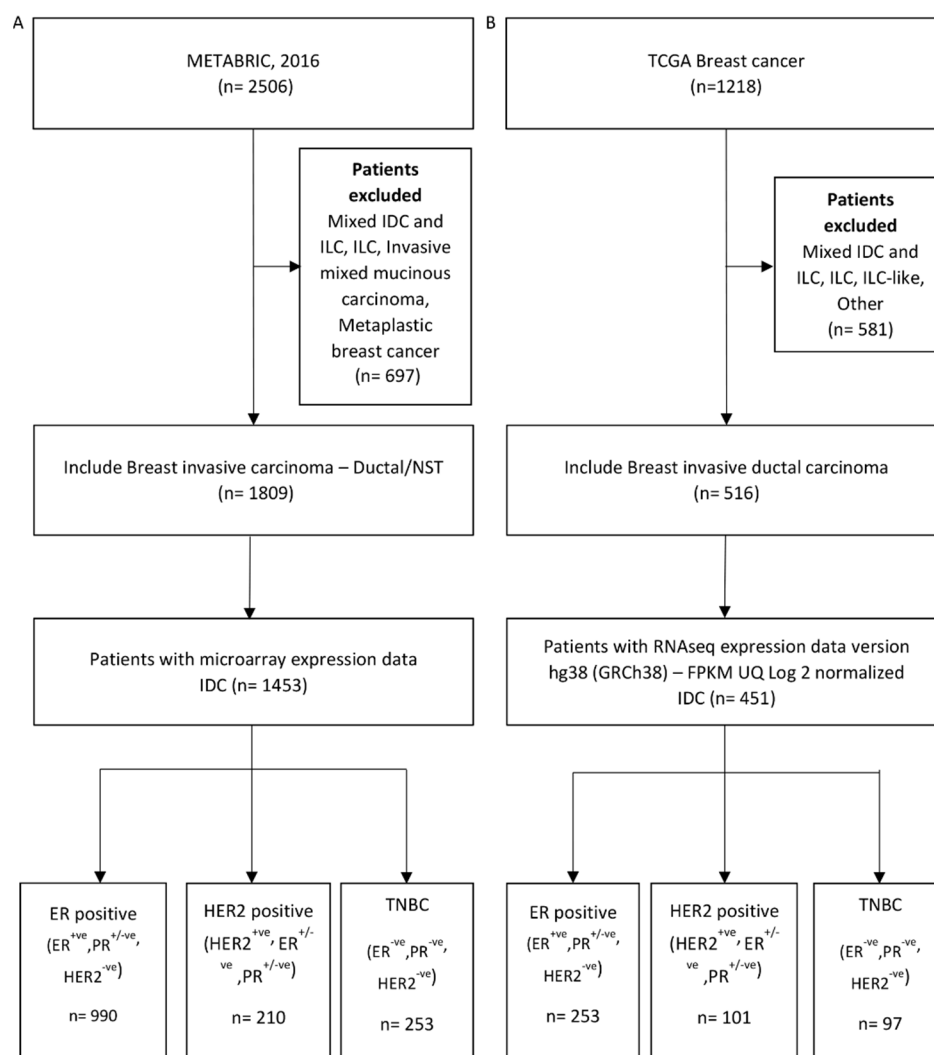 A
METABRIC, 2016
(n= 2506)
Patients
excluded
Mixed IDC and
ILC, ILC, Invasive
mixed mucinous
carcinoma,
Metaplastic
breast cancer
(n= 697)
Include Breast invasive carcinoma – Ductal/NST
(n= 1809)
Patients with microarray expression data
IDC (n= 1453)
ER positive
(ER+ve,PR+/-ve,
HER2-ve)
n= 990
HER2 positive
(HER2+ve, ER+/-
ve,PR+/-ve)
n= 210
TNBC
(ER-ve,PR-ve,
HER2-ve)
n= 253
B
TCGA Breast cancer
(n=1218)
Patients
excluded
Mixed IDC and
ILC, ILC, ILC-like,
Other
(n= 581)
Include Breast invasive ductal carcinoma
(n= 516)
Patients with RNAseq expression data version
hg38 (GRCh38) – FPKM UQ Log 2 normalized
IDC (n= 451)
ER positive
(ER+ve,PR+/-ve,
HER2-ve)
n= 253
HER2 positive
(HER2+ve, ER+/-
ve,PR+/-ve)
n= 101
TNBC
(ER-ve,PR-ve,
HER2-ve)
n= 97